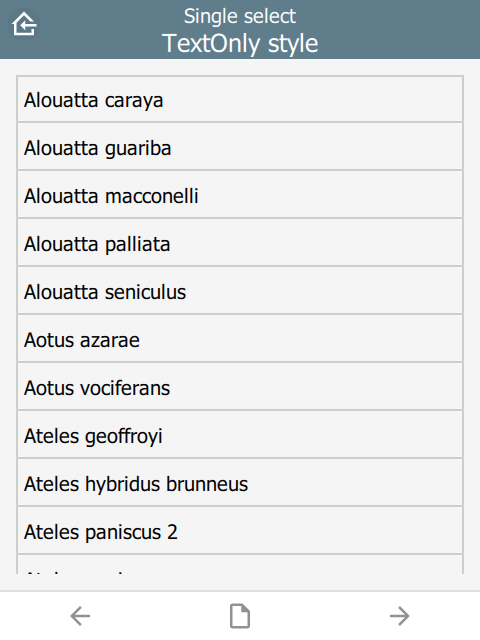 Single select
TextOnly style
Alouatta caraya
Alouatta guariba
Alouatta macconelli
Alouatta palliata
Alouatta seniculus
Aotus azarae
Aotus vociferans
Ateles geoffroyi
Ateles hybridus brunneus
Ateles paniscus 2